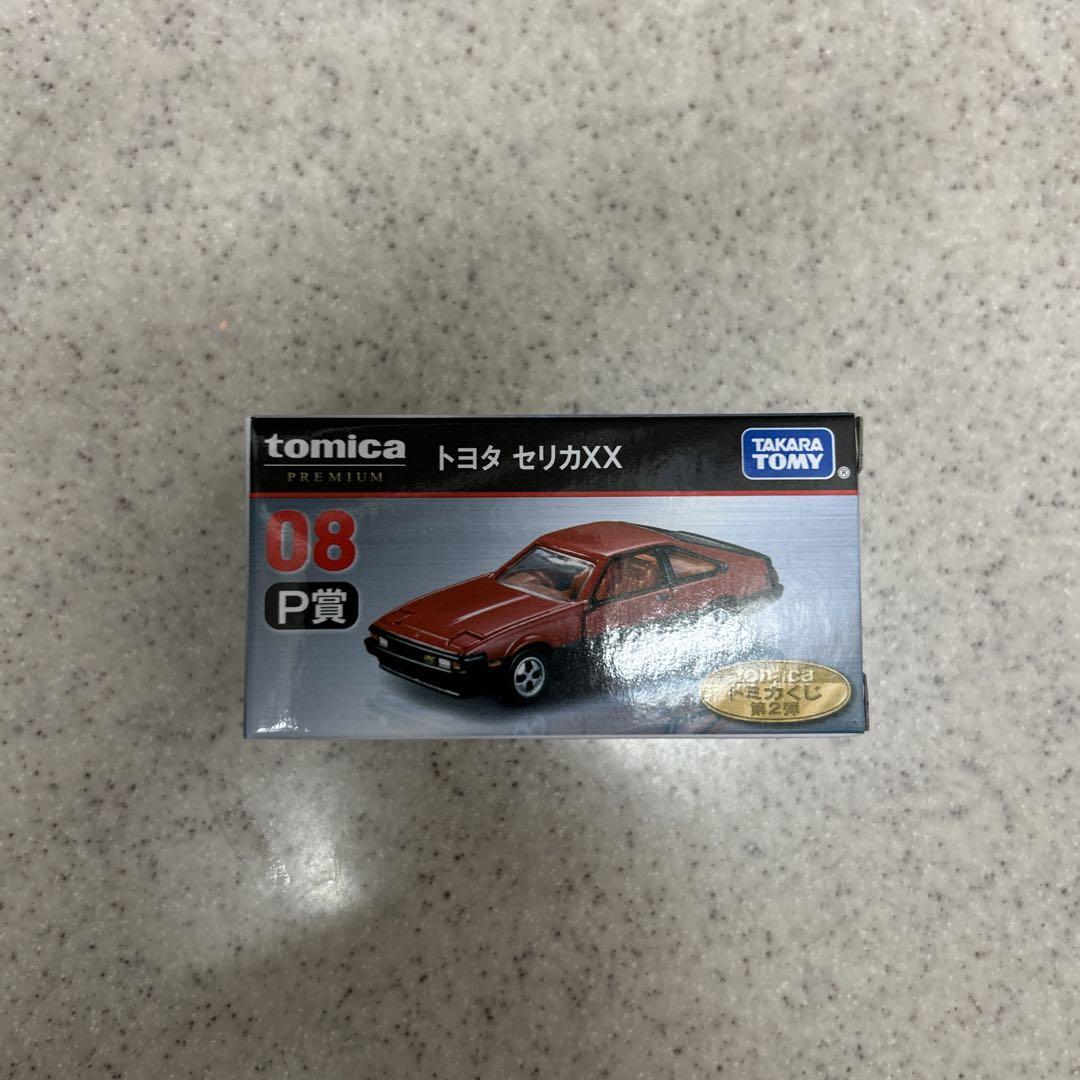 tomica
PREMIUM
トヨタ セリカXX
TAKARA
TOMY
®
08
P賞
tomica
トミカくじ
第2弾